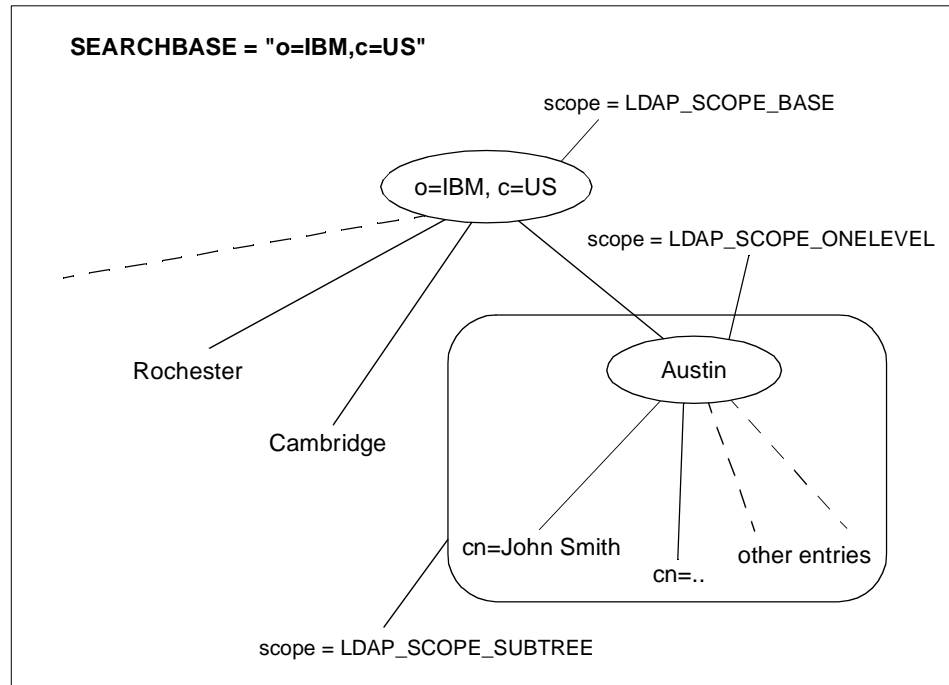 SEARCHBASE = "o=IBM,c=US"
scope = LDAP_SCOPE_BASE
o=IBM, c=US
scope = LDAP_SCOPE_ONELEVEL
Rochester
Austin
Cambridge
cn=John Smith
cn=..
other entries
scope = LDAP_SCOPE_SUBTREE